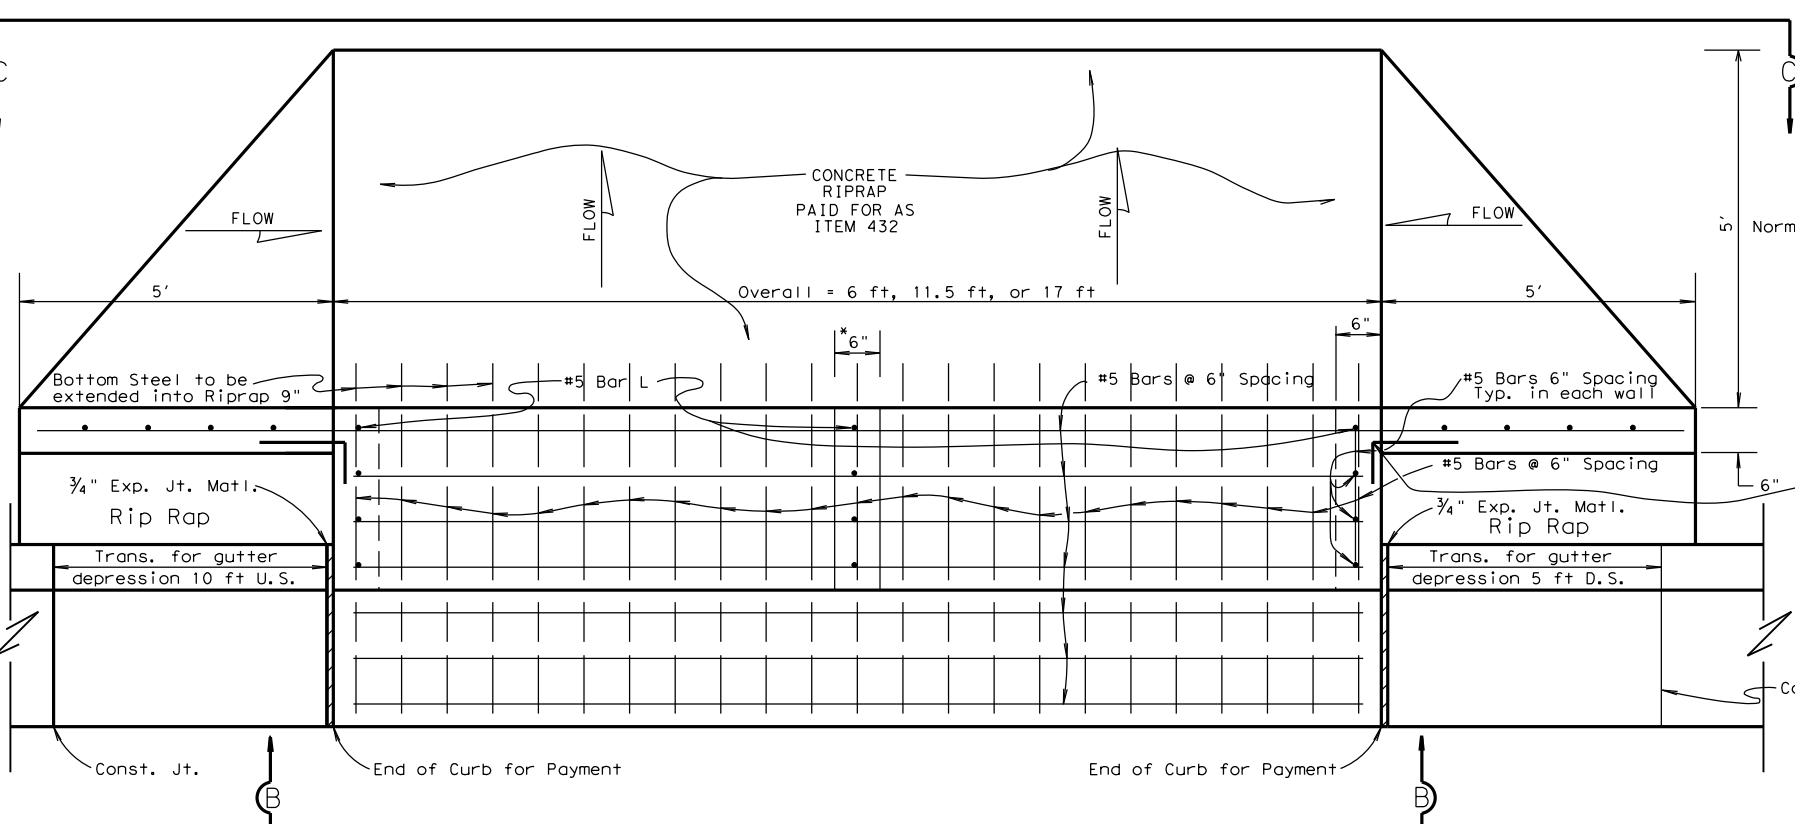 C
C
CONCRETE
RIPRAP
PAID FOR AS
ITEM 432
FLOW
FLOW
FLOW
FLOW
5'
Norm
5'
Overall = 6 ft, 11.5 ft, or 17 ft
5'
*6"
6"
Bottom Steel to be
extended into Riprap 9"
#5 Bar L
#5 Bars @ 6" Spacing
#5 Bars 6" Spacing
Typ. in each wall
#5 Bars @ 6" Spacing
6"
¾" Exp. Jt. Matl.
Rip Rap
¾" Exp. Jt. Matl.
Rip Rap
Trans. for gutter
depression 10 ft U.S.
Trans. for gutter
depression 5 ft D.S.
Co
Const. Jt.
End of Curb for Payment
End of Curb for Payment
B
B